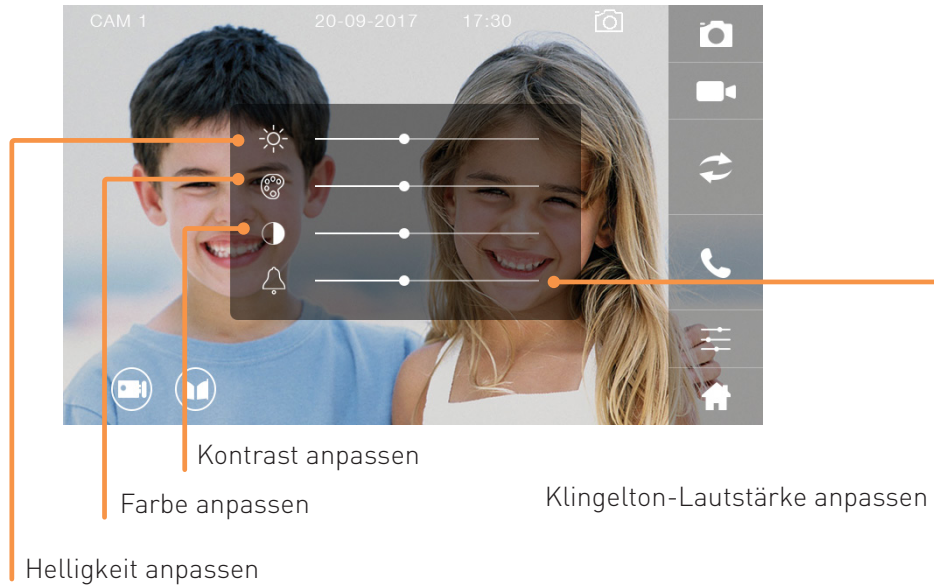 CAM 1 20-09-2017 17:30
Kontrast anpassen
Farbe anpassen
Klingelton-Lautstärke anpassen
Helligkeit anpassen